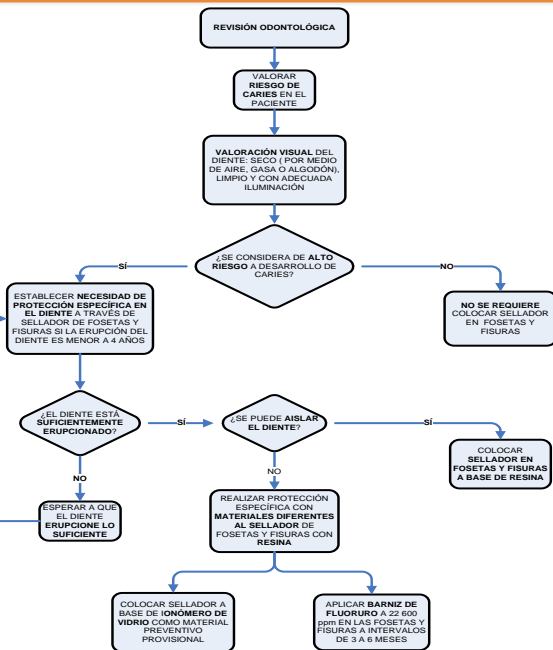 REVISIÓN ODONTOLÓGICA
VALORAR
RIESGO DE
CARIES EN EL
PACIENTE
VALORACIÓN VISUAL DEL
DIENTE: SECO ( POR MEDIO
DE AIRE, GASA O ALGODÓN),
LIMPIO Y CON ADECUADA
ILUMINACIÓN
¿SE CONSIDERA DE ALTO
RIESGO A DESARROLLO DE
CARIES?
SÍ
NO
ESTABLECER NECESIDAD DE
PROTECCIÓN ESPECÍFICA EN
EL DIENTE A TRAVÉS DE
SELLADOR DE FOSETAS Y
FISURAS SI LA ERUPCIÓN DEL
DIENTE ES MENOR A 4 AÑOS
NO SE REQUIERE
COLOCAR SELLADOR
EN FOSETAS Y
FISURAS
¿EL DIENTE ESTÁ
SUFICIENTEMENTE
ERUPCIONADO?
SÍ
¿SE PUEDE AISLAR
EL DIENTE?
SÍ
COLOCAR
SELLADOR EN
FOSETAS Y FISURAS
A BASE DE RESINA
NO
NO
ESPERAR A QUE
EL DIENTE
ERUPCIONE LO
SUFICIENTE
REALIZAR PROTECCIÓN
ESPECÍFICA CON
MATERIALES DIFERENTES
AL SELLADOR DE
FOSETAS Y FISURAS CON
RESINA
COLOCAR SELLADOR A
BASE DE IONÓMERO DE
VIDRIO COMO MATERIAL
PREVENTIVO
PROVISIONAL
APLICAR BARNIZ DE
FLUORURO A 22 600
ppm EN LAS FOSETAS Y
FISURAS A INTERVALOS
DE 3 A 6 MESES